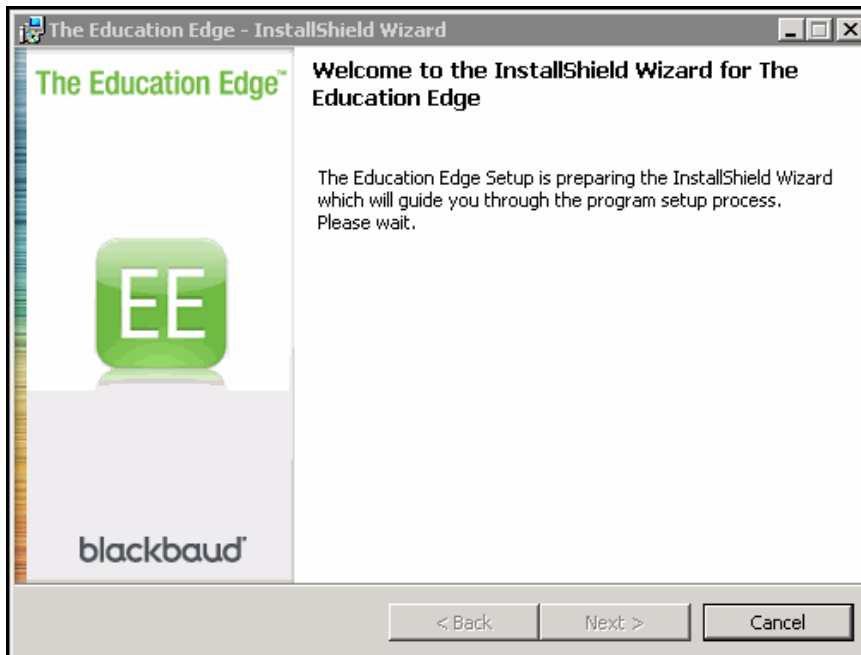 The Education Edge - InstallShield Wizard
The Education Edge™
Welcome to the InstallShield Wizard for The
Education Edge
The Education Edge Setup is preparing the InstallShield Wizard
which will guide you through the program setup process.
Please wait.
EE
blackbaud®
< Back
Next >
Cancel